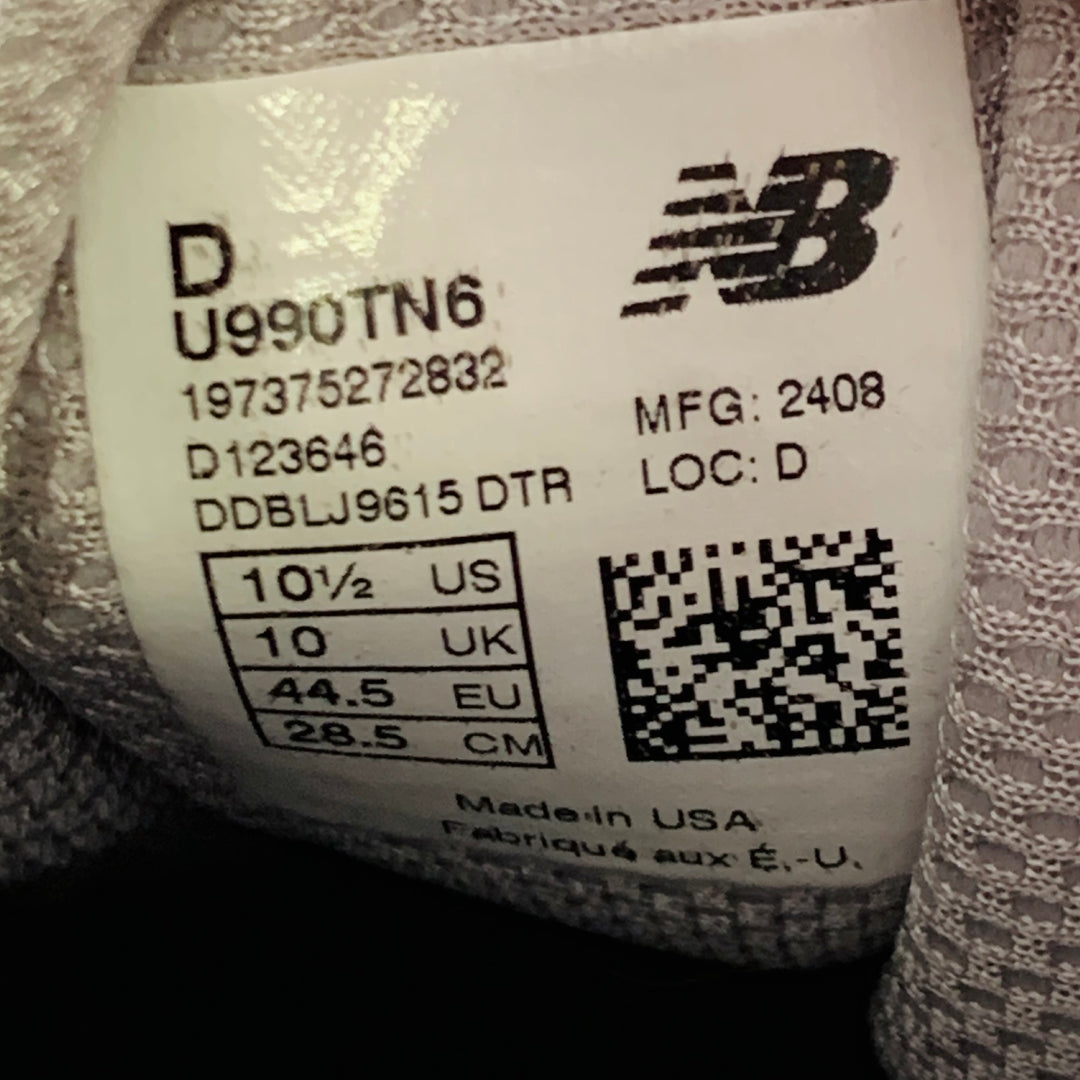 NB
D
U990TN6
197375272832
D123646
DDBLJ9615 DTR
MFG: 2408
LOC: D
10½ US
10 UK
44.5 EU
28.5 CM
Made in USA
Fabriqué aux É.-U.